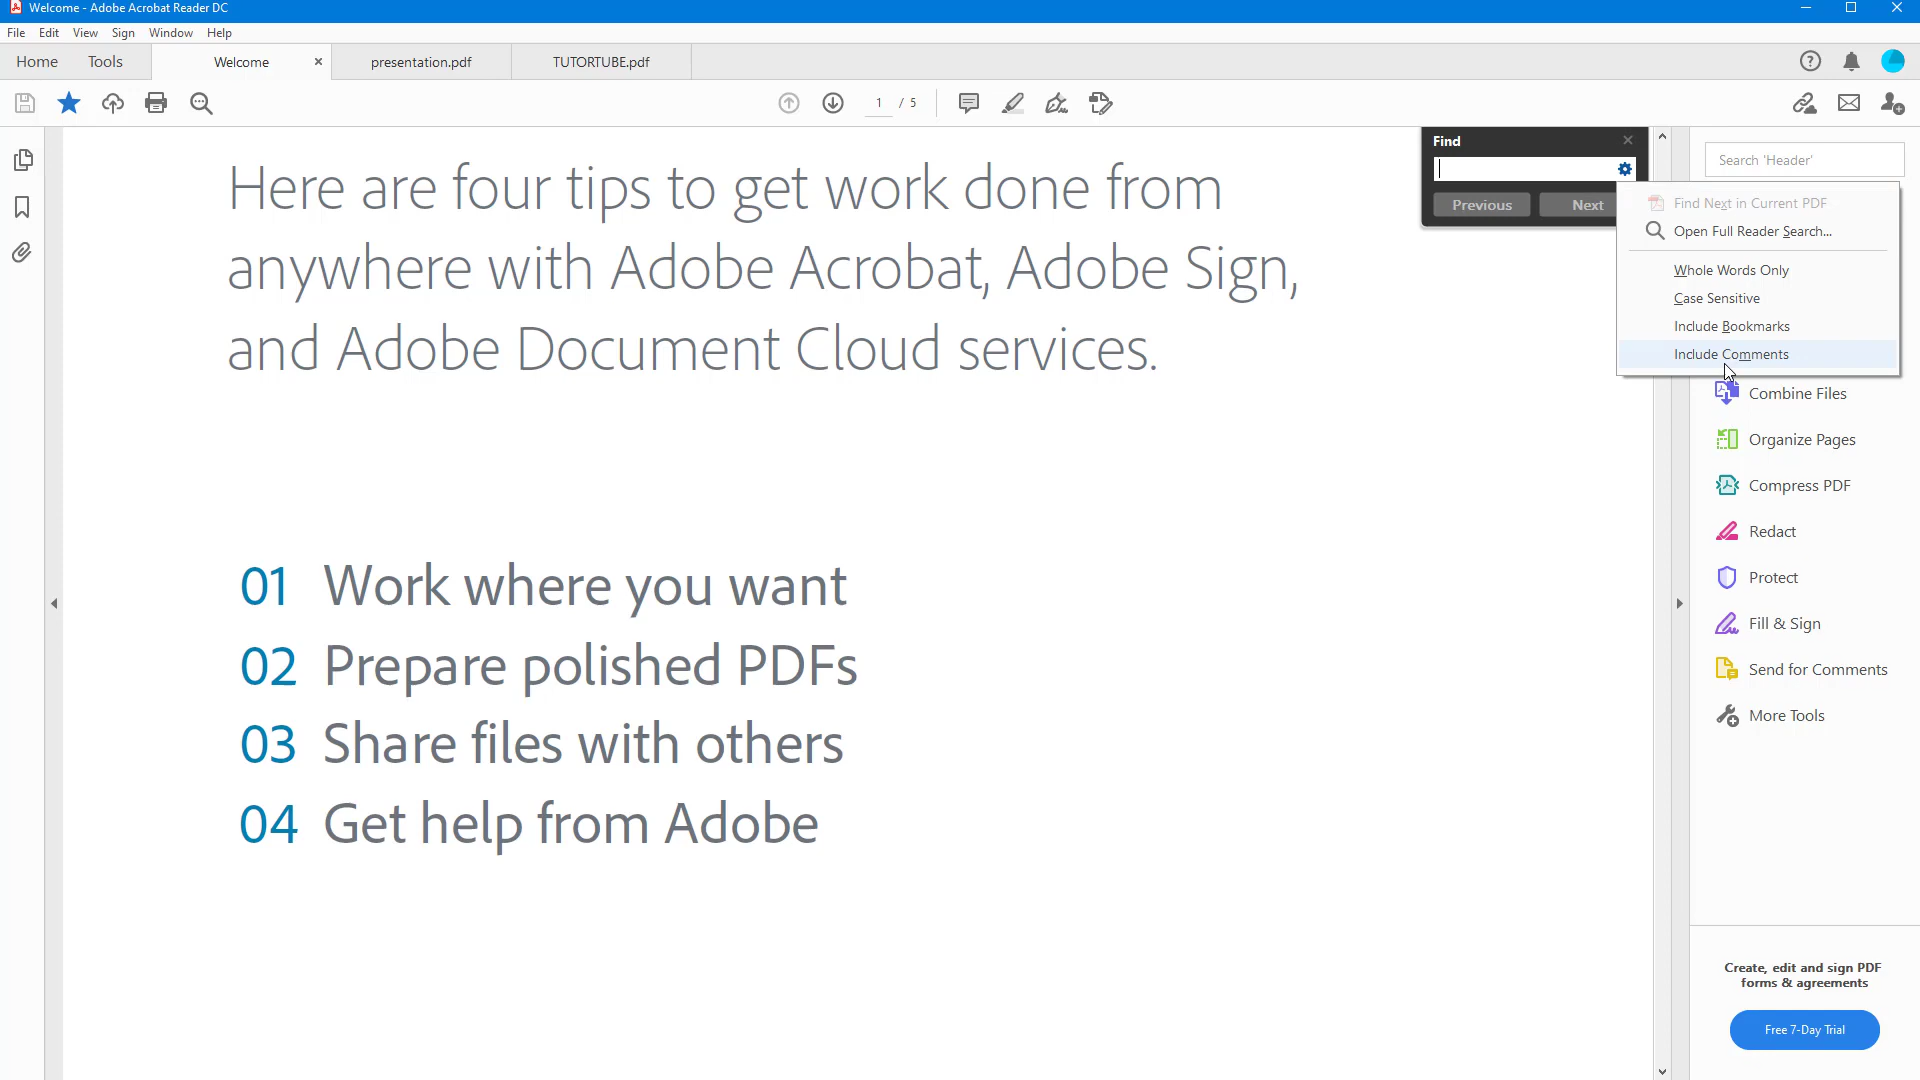 Welcome - Adobe Acrobat Reader DC
File Edit View Sign Window Help
Home Tools Welcome presentation.pdf TUTORTUBE.pdf
1 / 5
Find
Previous Next
Search 'Header'
Find Next in Current PDF
Open Full Reader Search...
Whole Words Only
Case Sensitive
Include Bookmarks
Include Comments
Here are four tips to get work done from
anywhere with Adobe Acrobat, Adobe Sign,
and Adobe Document Cloud services.
01 Work where you want
02 Prepare polished PDFs
03 Share files with others
04 Get help from Adobe
Combine Files
Organize Pages
Compress PDF
Redact
Protect
Fill & Sign
Send for Comments
More Tools
Create, edit and sign PDF
forms & agreements
Free 7-Day Trial